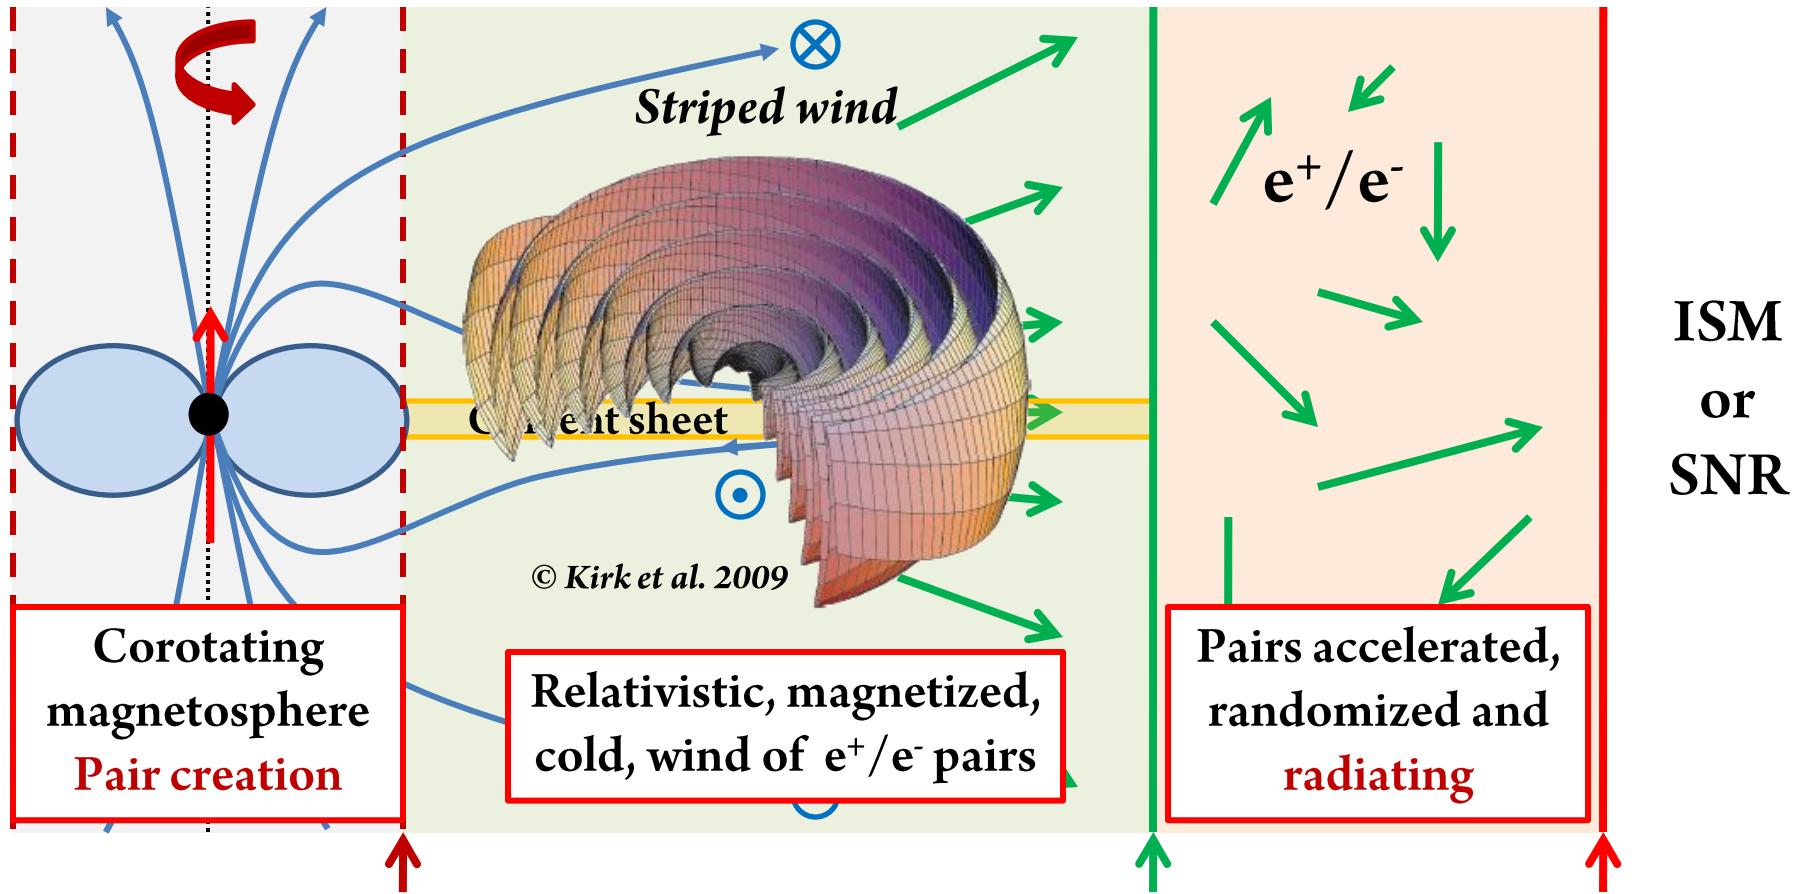 Striped wind
e⁺/e⁻
ISM
or
SNR
sheet
© Kirk et al. 2009
Corotating
magnetosphere
Pair creation
Relativistic, magnetized,
cold, wind of e⁺/e⁻ pairs
Pairs accelerated,
randomized and
radiating